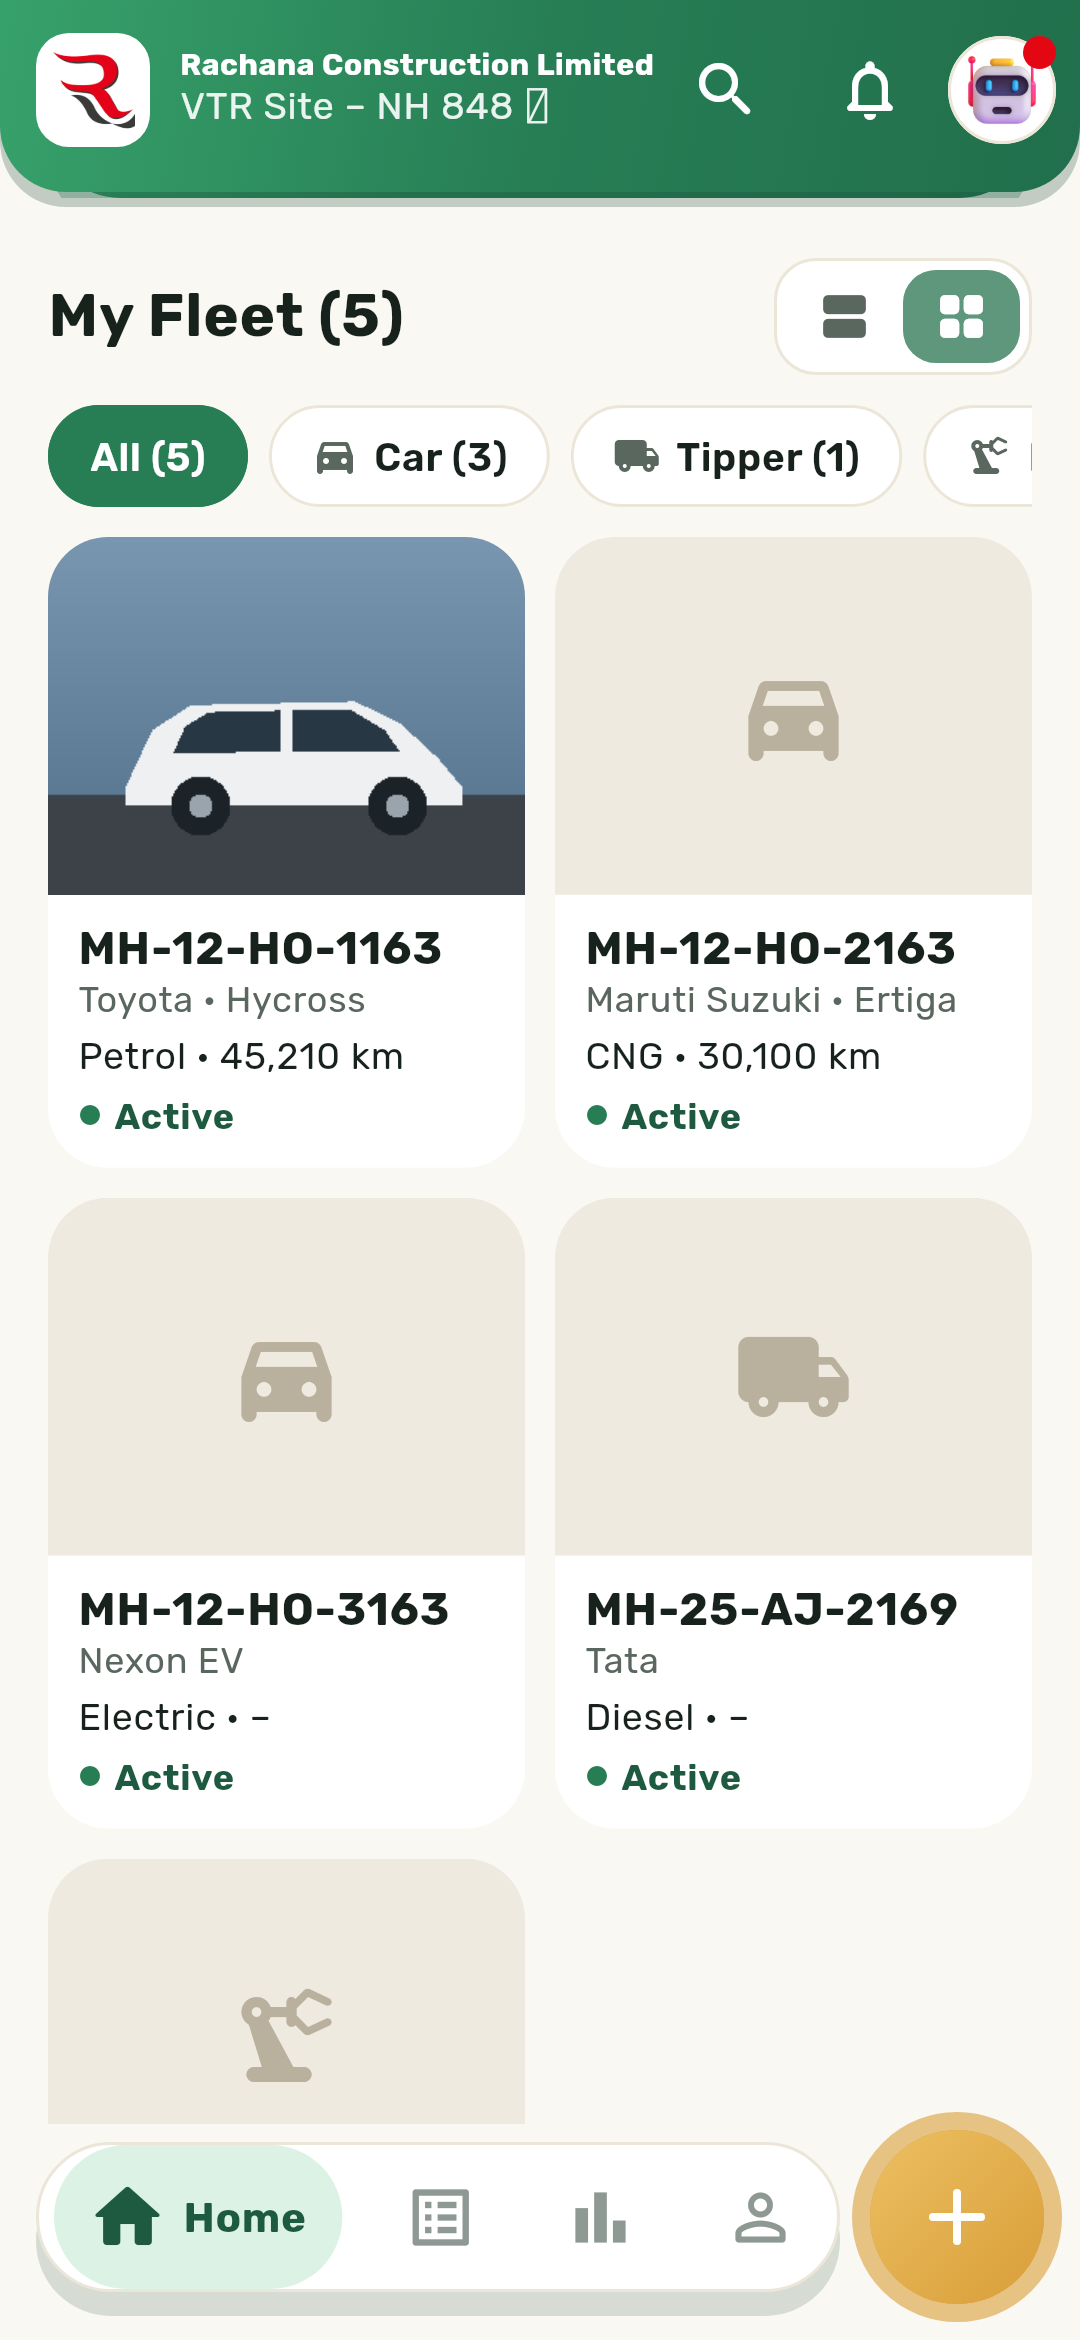 Rachana Construction Limited
VTR Site – NH 848
My Fleet (5)
All (5)
Car (3)
Tipper (1)
MH-12-HO-1163
Toyota • Hycross
Petrol • 45,210 km
Active
MH-12-HO-2163
Maruti Suzuki • Ertiga
CNG • 30,100 km
Active
MH-12-HO-3163
Nexon EV
Electric • –
Active
MH-25-AJ-2169
Tata
Diesel • –
Active
Home